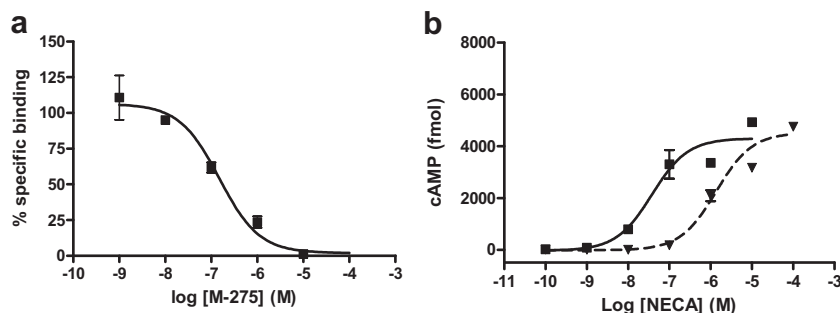 a
b
% specific binding
150
125
100
75
50
25
0
-10 -9 -8 -7 -6 -5 -4 -3
log [M-275] (M)
cAMP (fmol)
8000
6000
4000
2000
0
-11 -10 -9 -8 -7 -6 -5 -4 -3
Log [NECA] (M)